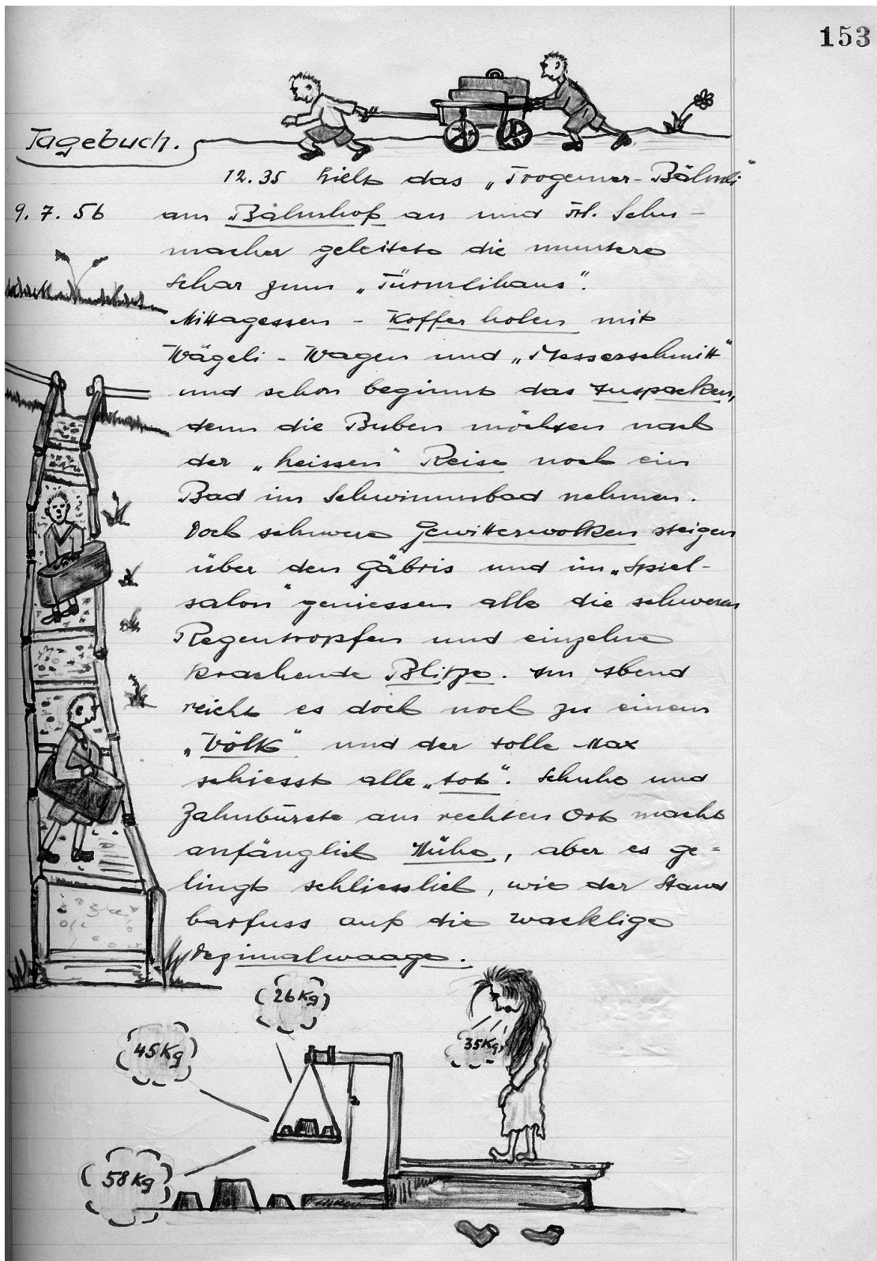 153
Tagebuch.
12.35 hielt das „Trogener-Bähnli"
9. 7. 56 am Bahnhof an und Frl. Schu-
macher geleitete die muntere
Schar zum „Türmlihaus".
Mittagessen - Koffer holen mit
Wägeli-Wagen und „Messerschmitt"
und schon beginnt das Auspacken,
denn die Buben möchten nach
der „heissen" Reise noch ein
Bad im Schwimmbad nehmen.
Doch schwere Gewitterwolken steigen
über den Gäbris und im „Spiel-
salon" geniessen alle die schweren
Regentropfen und einzelne
krachende Blitze. Am Abend
reicht es doch noch zu einem
„Völk" und der tolle Max
schiesst alle „tot". Schuhe und
Zahnbürste am rechten Ort macht
anfänglich Mühe, aber es ge-
lingt schliesslich, wie der Stand
barfuss auf die wacklige
Dezimalwaage.
26 Kg
45 Kg
35 Kg
58 Kg